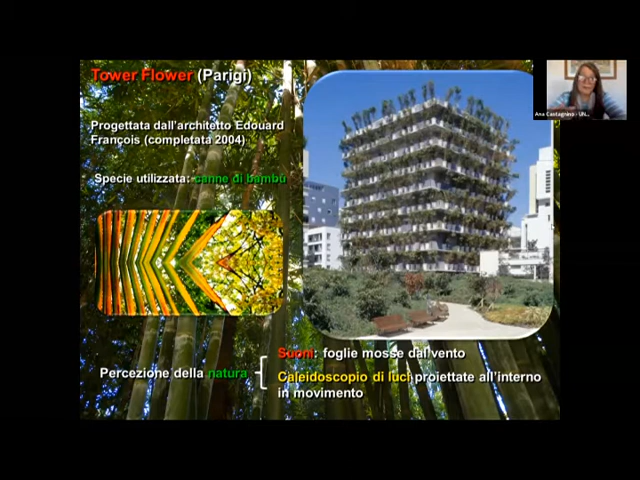 Tower Flower (Parigi)
Ana Castagnino - UN...
Progettata dall'architetto Edouard
François (completata 2004)
Specie utilizzata: canne di bambù
Suoni: foglie mosse dal vento
Percezione della natura
Caleidoscopio di luci proiettate all'interno
in movimento